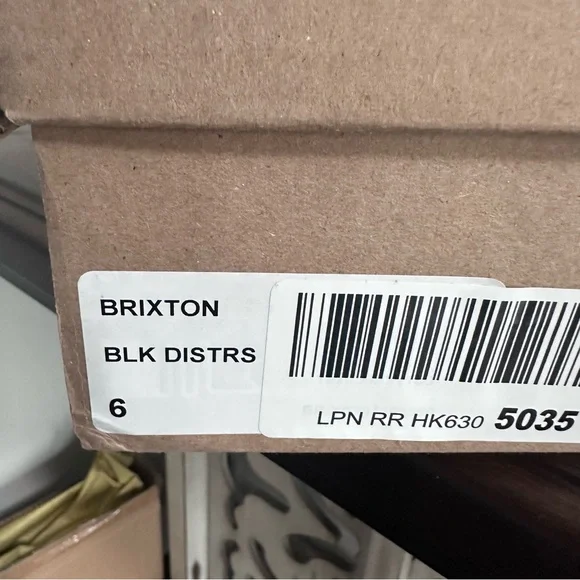 BRIXTON
BLK DISTRS
6
LPN RR HK630 5035